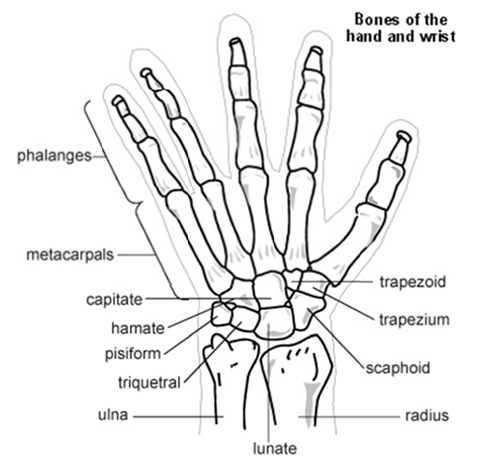 Bones of the
hand and wrist
phalanges
metacarpals
capitate
hamate
pisiform
triquetral
ulna
lunate
trapezoid
trapezium
scaphoid
radius